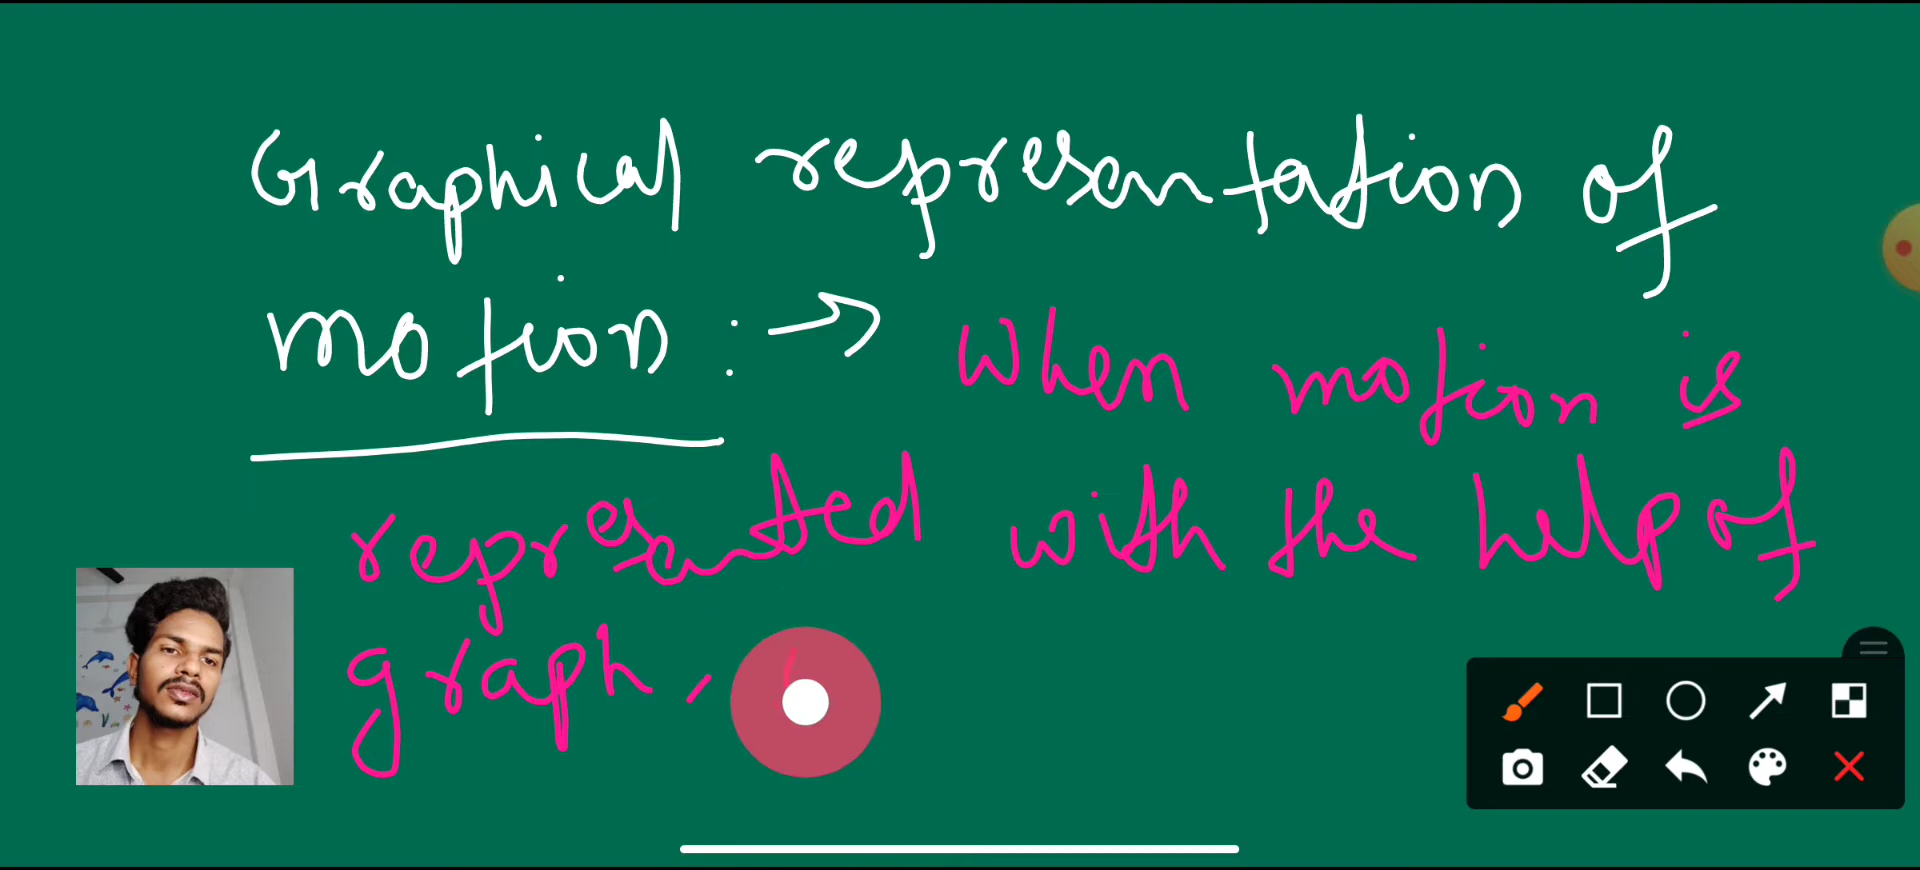 Graphical representation of
motion :→ When motion is
represented with the help of
graph,